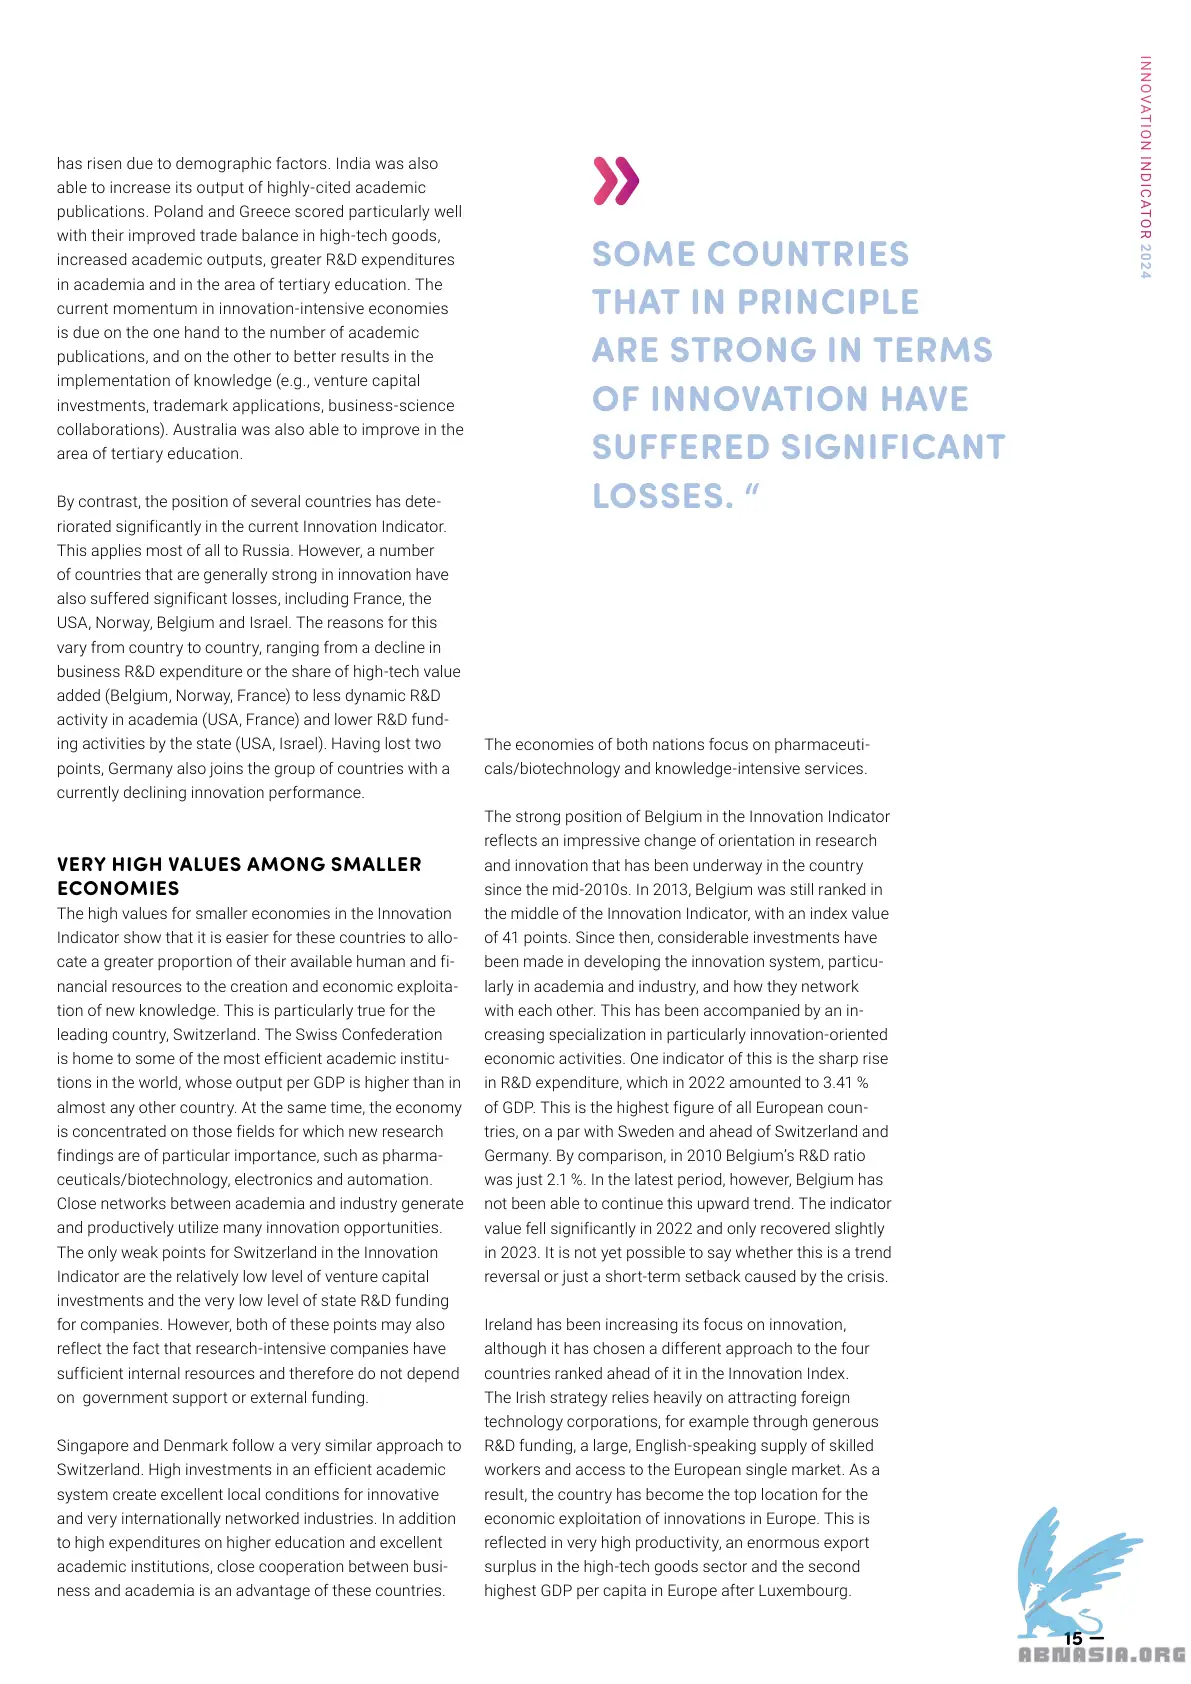 INNOVATION INDICATOR 2024
has risen due to demographic factors. India was also
able to increase its output of highly-cited academic
publications. Poland and Greece scored particularly well
with their improved trade balance in high-tech goods,
increased academic outputs, greater R&D expenditures
in academia and in the area of tertiary education. The
current momentum in innovation-intensive economies
is due on the one hand to the number of academic
publications, and on the other to better results in the
implementation of knowledge (e.g., venture capital
investments, trademark applications, business-science
collaborations). Australia was also able to improve in the
area of tertiary education.
By contrast, the position of several countries has dete-
riorated significantly in the current Innovation Indicator.
This applies most of all to Russia. However, a number
of countries that are generally strong in innovation have
also suffered significant losses, including France, the
USA, Norway, Belgium and Israel. The reasons for this
vary from country to country, ranging from a decline in
business R&D expenditure or the share of high-tech value
added (Belgium, Norway, France) to less dynamic R&D
activity in academia (USA, France) and lower R&D fund-
ing activities by the state (USA, Israel). Having lost two
points, Germany also joins the group of countries with a
currently declining innovation performance.
VERY HIGH VALUES AMONG SMALLER
ECONOMIES
The high values for smaller economies in the Innovation
Indicator show that it is easier for these countries to allo-
cate a greater proportion of their available human and fi-
nancial resources to the creation and economic exploita-
tion of new knowledge. This is particularly true for the
leading country, Switzerland. The Swiss Confederation
is home to some of the most efficient academic institu-
tions in the world, whose output per GDP is higher than in
almost any other country. At the same time, the economy
is concentrated on those fields for which new research
findings are of particular importance, such as pharma-
ceuticals/biotechnology, electronics and automation.
Close networks between academia and industry generate
and productively utilize many innovation opportunities.
The only weak points for Switzerland in the Innovation
Indicator are the relatively low level of venture capital
investments and the very low level of state R&D funding
for companies. However, both of these points may also
reflect the fact that research-intensive companies have
sufficient internal resources and therefore do not depend
on government support or external funding.
Singapore and Denmark follow a very similar approach to
Switzerland. High investments in an efficient academic
system create excellent local conditions for innovative
and very internationally networked industries. In addition
to high expenditures on higher education and excellent
academic institutions, close cooperation between busi-
ness and academia is an advantage of these countries.
SOME COUNTRIES
THAT IN PRINCIPLE
ARE STRONG IN TERMS
OF INNOVATION HAVE
SUFFERED SIGNIFICANT
LOSSES. “
The economies of both nations focus on pharmaceuti-
cals/biotechnology and knowledge-intensive services.
The strong position of Belgium in the Innovation Indicator
reflects an impressive change of orientation in research
and innovation that has been underway in the country
since the mid-2010s. In 2013, Belgium was still ranked in
the middle of the Innovation Indicator, with an index value
of 41 points. Since then, considerable investments have
been made in developing the innovation system, particu-
larly in academia and industry, and how they network
with each other. This has been accompanied by an in-
creasing specialization in particularly innovation-oriented
economic activities. One indicator of this is the sharp rise
in R&D expenditure, which in 2022 amounted to 3.41 %
of GDP. This is the highest figure of all European coun-
tries, on a par with Sweden and ahead of Switzerland and
Germany. By comparison, in 2010 Belgium’s R&D ratio
was just 2.1 %. In the latest period, however, Belgium has
not been able to continue this upward trend. The indicator
value fell significantly in 2022 and only recovered slightly
in 2023. It is not yet possible to say whether this is a trend
reversal or just a short-term setback caused by the crisis.
Ireland has been increasing its focus on innovation,
although it has chosen a different approach to the four
countries ranked ahead of it in the Innovation Index.
The Irish strategy relies heavily on attracting foreign
technology corporations, for example through generous
R&D funding, a large, English-speaking supply of skilled
workers and access to the European single market. As a
result, the country has become the top location for the
economic exploitation of innovations in Europe. This is
reflected in very high productivity, an enormous export
surplus in the high-tech goods sector and the second
highest GDP per capita in Europe after Luxembourg.
15 —
ABNASIA.ORG